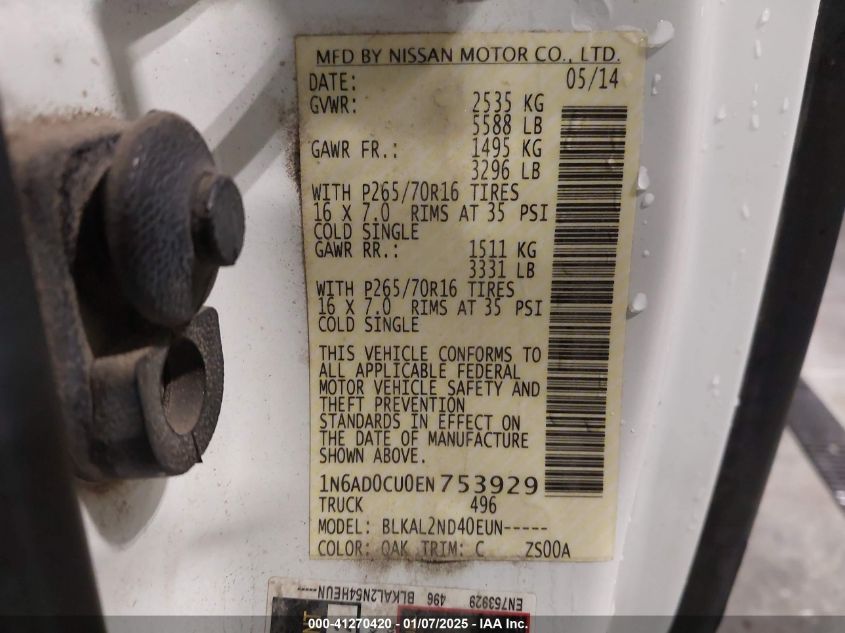 MFD BY NISSAN MOTOR CO., LTD.
DATE: 05/14
GVWR: 2535 KG
5588 LB
GAWR FR.: 1495 KG
3296 LB
WITH P265/70R16 TIRES
16 X 7.0 RIMS AT 35 PSI
COLD SINGLE
GAWR RR.: 1511 KG
3331 LB
WITH P265/70R16 TIRES
16 X 7.0 RIMS AT 35 PSI
COLD SINGLE
THIS VEHICLE CONFORMS TO
ALL APPLICABLE FEDERAL
MOTOR VEHICLE SAFETY AND
THEFT PREVENTION
STANDARDS IN EFFECT ON
THE DATE OF MANUFACTURE
SHOWN ABOVE.
1N6AD0CU0EN753929
TRUCK 496
MODEL: BLKAL2ND40EUN-----
COLOR: QAK TRIM: C ZS00A
EN753929 496 BLKAL2N54HEUN-----
000-41270420 - 01/07/2025 - IAA Inc.